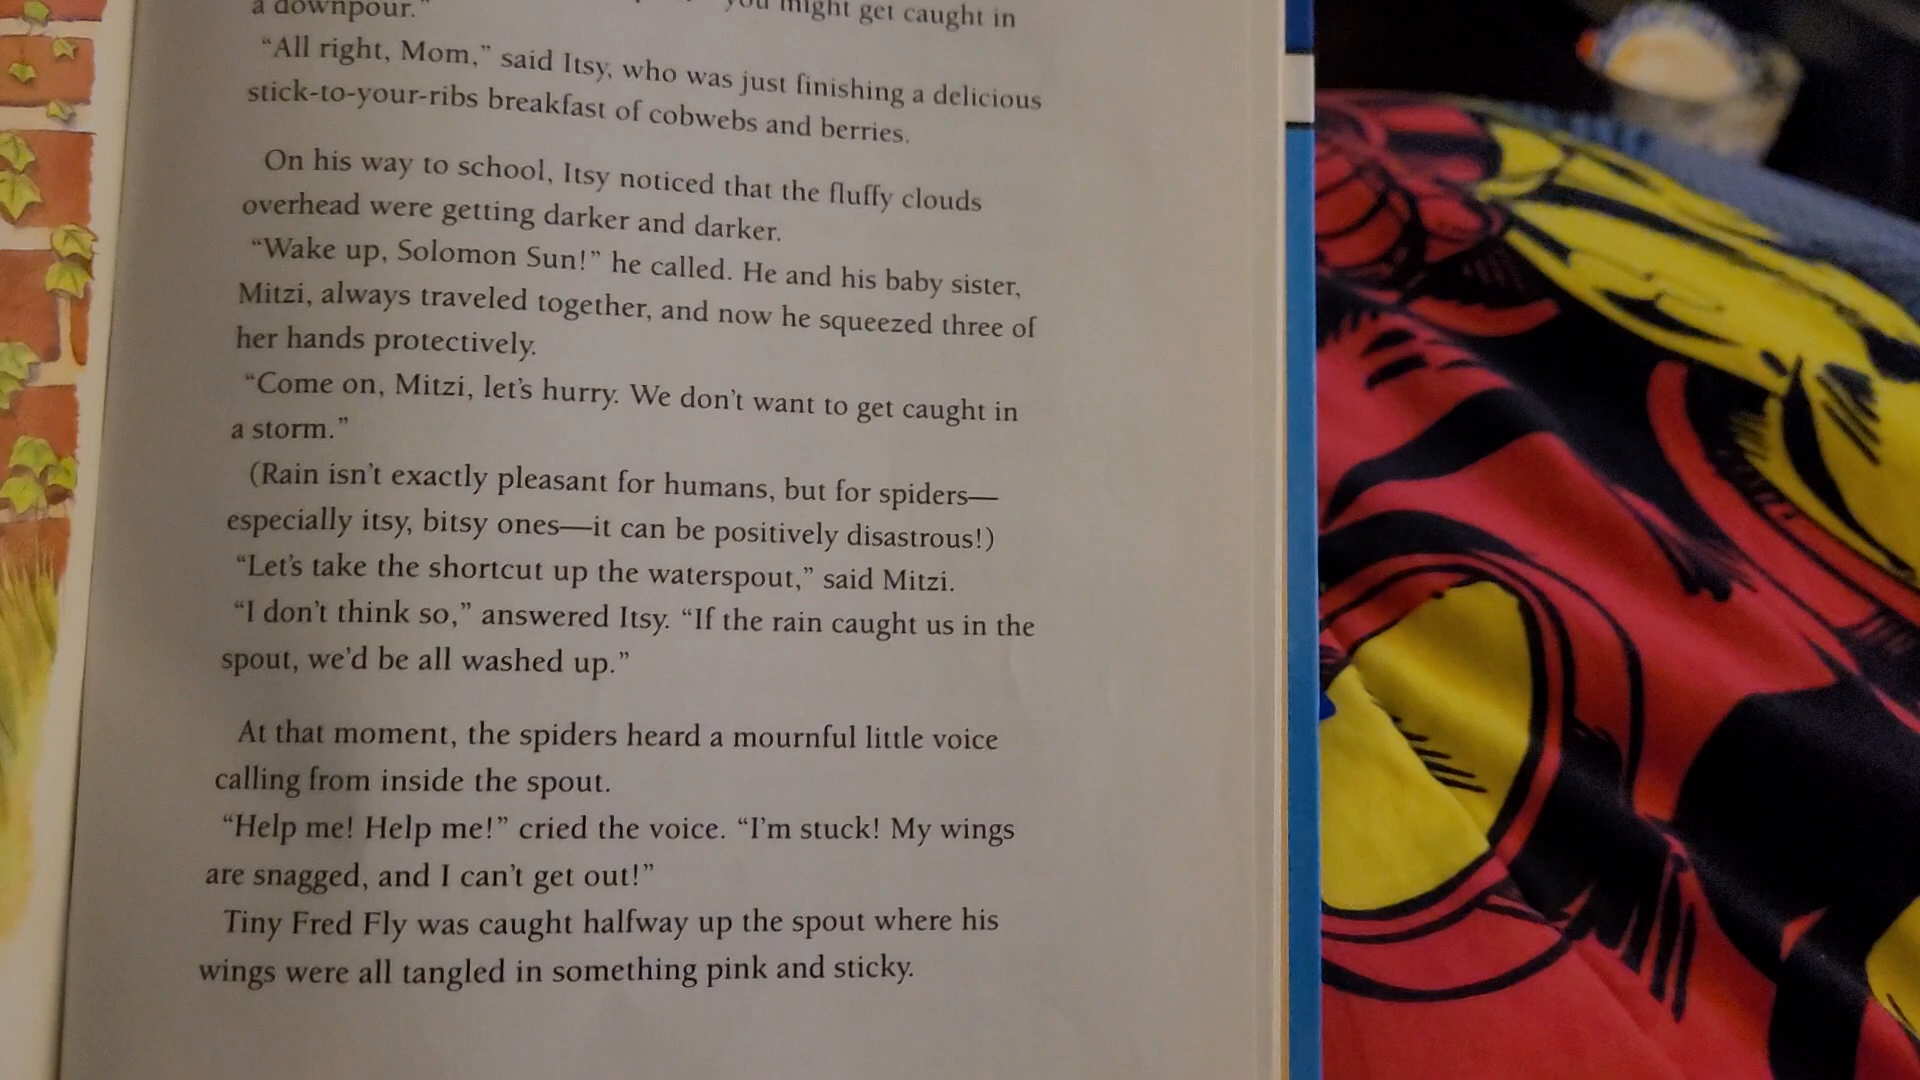 you might get caught in
a downpour."
“All right, Mom,” said Itsy, who was just finishing a delicious
stick-to-your-ribs breakfast of cobwebs and berries.
On his way to school, Itsy noticed that the fluffy clouds
overhead were getting darker and darker.
“Wake up, Solomon Sun!” he called. He and his baby sister,
Mitzi, always traveled together, and now he squeezed three of
her hands protectively.
“Come on, Mitzi, let’s hurry. We don’t want to get caught in
a storm.”
(Rain isn’t exactly pleasant for humans, but for spiders—
especially itsy, bitsy ones—it can be positively disastrous!)
“Let’s take the shortcut up the waterspout,” said Mitzi.
“I don’t think so,” answered Itsy. “If the rain caught us in the
spout, we’d be all washed up.”
At that moment, the spiders heard a mournful little voice
calling from inside the spout.
“Help me! Help me!” cried the voice. “I’m stuck! My wings
are snagged, and I can’t get out!”
Tiny Fred Fly was caught halfway up the spout where his
wings were all tangled in something pink and sticky.